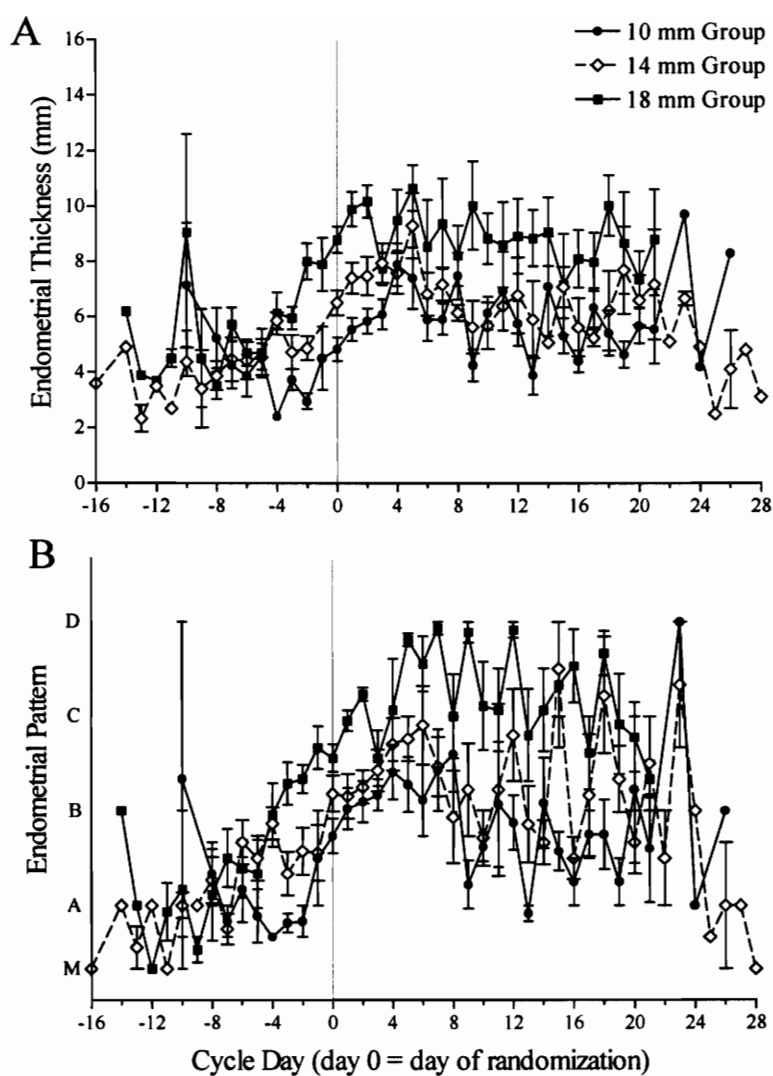 A
10 mm Group
14 mm Group
18 mm Group
Endometrial Thickness (mm)
16
14
12
10
8
6
4
2
0
-16 -12 -8 -4 0 4 8 12 16 20 24 28
B
Endometrial Pattern
D
C
B
A
M
-16 -12 -8 -4 0 4 8 12 16 20 24 28
Cycle Day (day 0 = day of randomization)